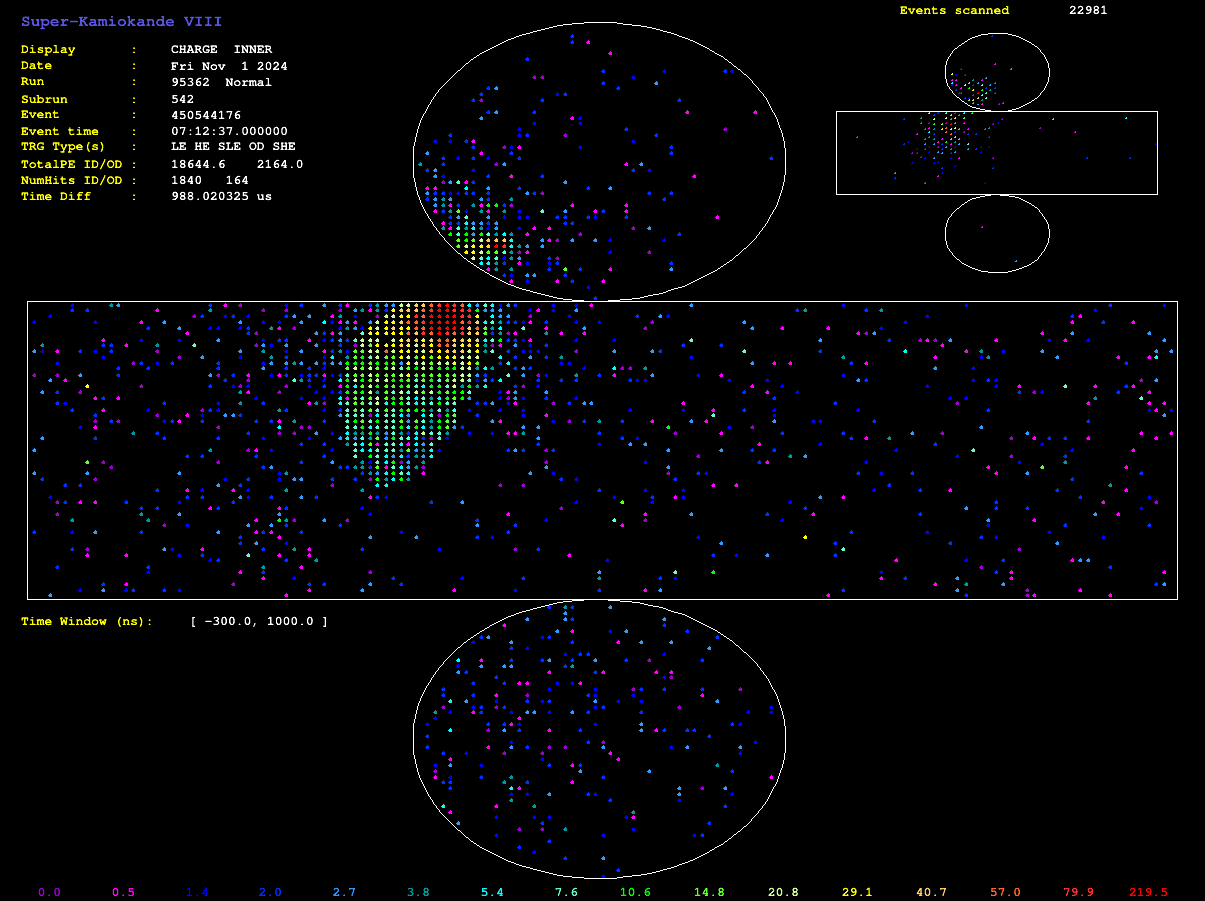 Super-Kamiokande VIII
Events scanned 22981
Display : CHARGE INNER
Date : Fri Nov 1 2024
Run : 95362 Normal
Subrun : 542
Event : 450544176
Event time : 07:12:37.000000
TRG Type(s) : LE HE SLE OD SHE
TotalPE ID/OD : 18644.6 2164.0
NumHits ID/OD : 1840 164
Time Diff : 988.020325 us
Time Window (ns): [ -300.0, 1000.0 ]
0.0 0.5 1.4 2.0 2.7 3.8 5.4 7.6 10.6 14.8 20.8 29.1 40.7 57.0 79.9 219.5